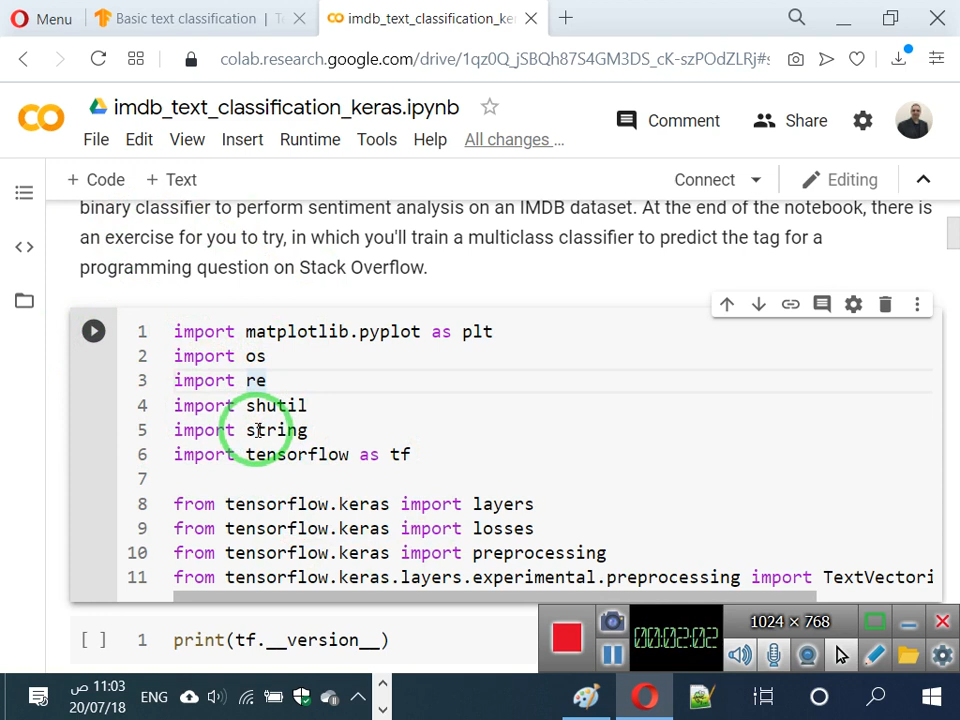 Menu
Basic text classification | Te
imdb_text_classification_ke
colab.research.google.com/drive/1qz0Q_jSBQh87S4GM3DS_cK-szPOdZLRj#s
imdb_text_classification_keras.ipynb
Comment
Share
File Edit View Insert Runtime Tools Help All changes …
+ Code + Text
Connect
Editing
binary classifier to perform sentiment analysis on an IMDB dataset. At the end of the notebook, there is
an exercise for you to try, in which you'll train a multiclass classifier to predict the tag for a
programming question on Stack Overflow.
1 import matplotlib.pyplot as plt
2 import os
3 import re
4 import shutil
5 import string
6 import tensorflow as tf
7
8 from tensorflow.keras import layers
9 from tensorflow.keras import losses
10 from tensorflow.keras import preprocessing
11 from tensorflow.keras.layers.experimental.preprocessing import TextVectori
[ ] 1 print(tf.__version__)
00:02:02
1024 × 768
11:03 ص
20/07/18
ENG